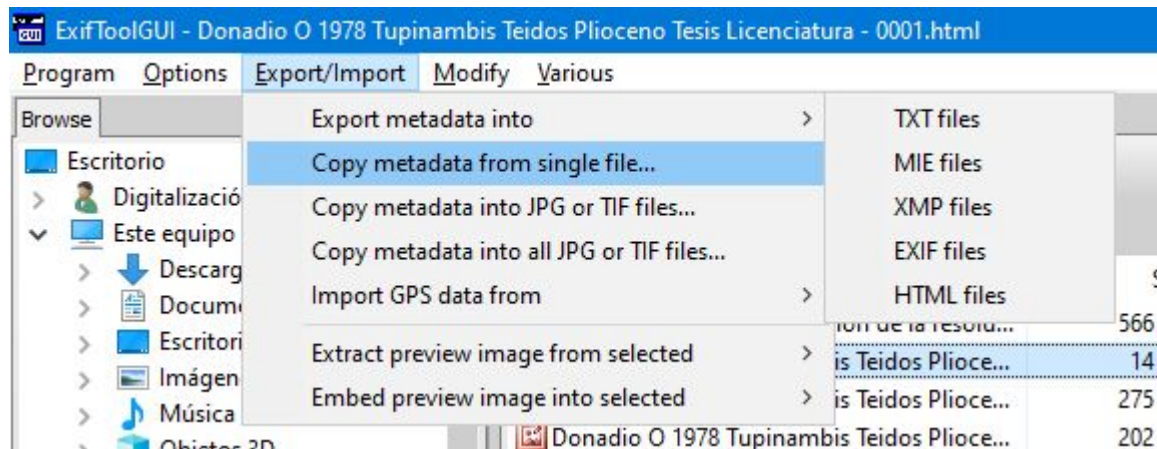 ExifToolGUI - Donadio O 1978 Tupinambis Teidos Plioceno Tesis Licenciatura - 0001.html
Program Options Export/Import Modify Various
Browse
Escritorio
Digitalizació
Este equipo
Descarg
Docum
Escritori
Imágen
Música
Export metadata into
Copy metadata from single file...
Copy metadata into JPG or TIF files...
Copy metadata into all JPG or TIF files...
Import GPS data from
Extract preview image from selected
Embed preview image into selected
TXT files
MIE files
XMP files
EXIF files
HTML files
566
is Teidos Plioce... 14
is Teidos Plioce... 275
Donadio O 1978 Tupinambis Teidos Plioce... 202